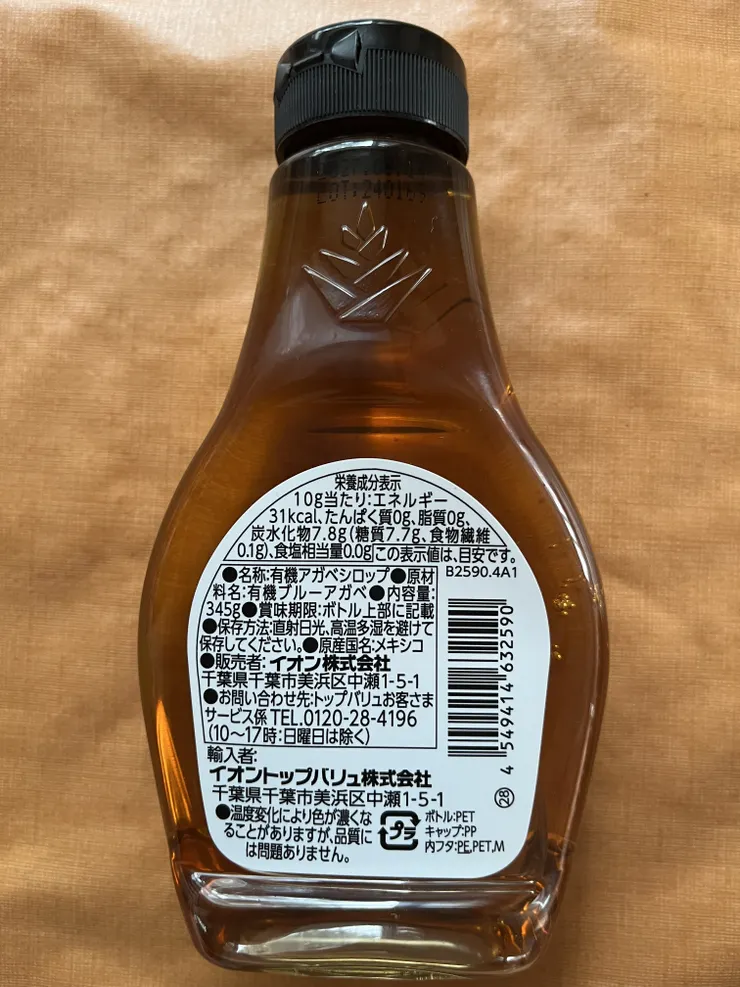 LOT:240165
栄養成分表示
10g当たり:エネルギー
31kcal、たんぱく質0g、脂質0g、
炭水化物7.8g(糖質7.7g、食物繊維
0.1g)、食塩相当量0.0g この表示値は、目安です。
B2590.4A1
●名称:有機アガベシロップ●原材
料名:有機ブルーアガベ●内容量:
345g●賞味期限:ボトル上部に記載
●保存方法:直射日光、高温多湿を避けて
保存してください。●原産国名:メキシコ
●販売者:イオン株式会社
千葉県千葉市美浜区中瀬1-5-1
●お問い合わせ先:トップバリュお客さま
サービス係 TEL.0120-28-4196
(10〜17時:日曜日は除く)
輸入者:
イオントップバリュ株式会社
千葉県千葉市美浜区中瀬1-5-1
●温度変化により色が濃くな
ることがありますが、品質に
は問題ありません。
プラ
ボトル:PET
キャップ:PP
内フタ:PE,PET,M
4 549414 632590
28